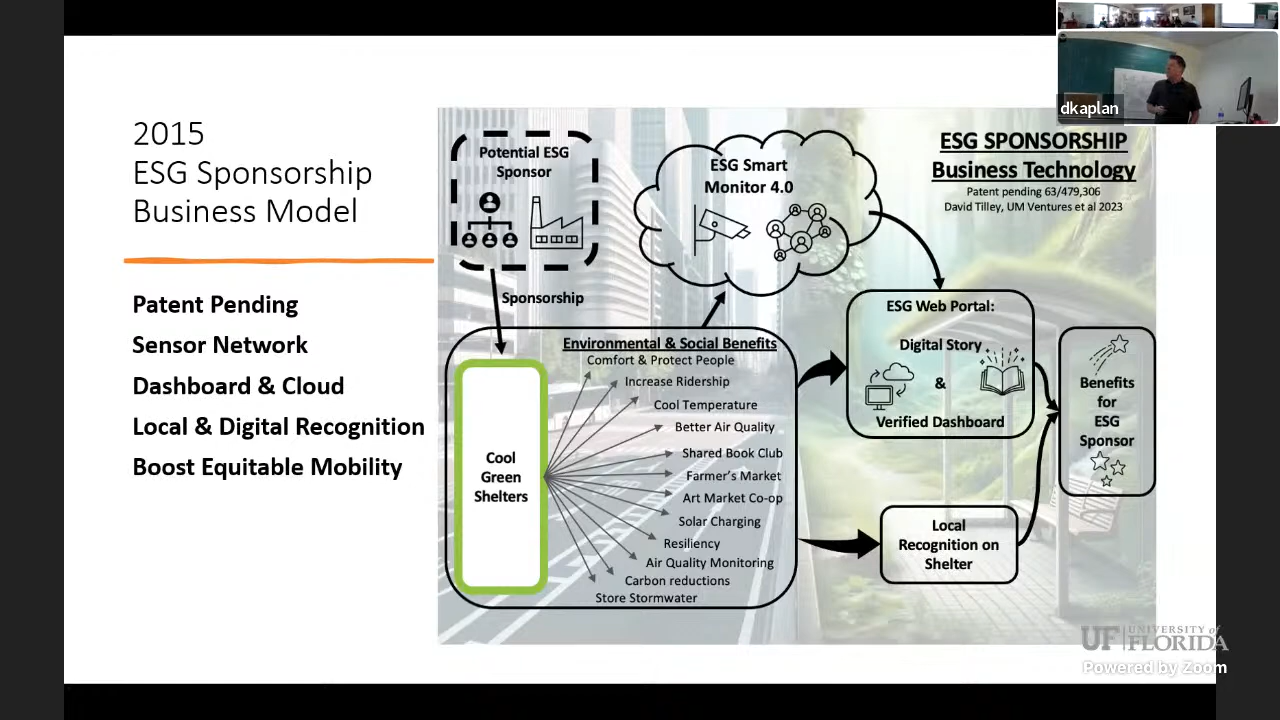 2015
ESG Sponsorship
Business Model
Patent Pending
Sensor Network
Dashboard & Cloud
Local & Digital Recognition
Boost Equitable Mobility
Potential ESG
Sponsor
Sponsorship
ESG Smart
Monitor 4.0
ESG SPONSORSHIP
Business Technology
Patent pending 63/479,306
David Tilley, UM Ventures et al 2023
Cool
Green
Shelters
Environmental & Social Benefits
Comfort & Protect People
Increase Ridership
Cool Temperature
Better Air Quality
Shared Book Club
Farmer's Market
Art Market Co-op
Solar Charging
Resiliency
Air Quality Monitoring
Carbon reductions
Store Stormwater
ESG Web Portal:
Digital Story
&
Verified Dashboard
Local
Recognition on
Shelter
Benefits
for
ESG
Sponsor
dkaplan
UF UNIVERSITY of
FLORIDA
Powered by Zoom